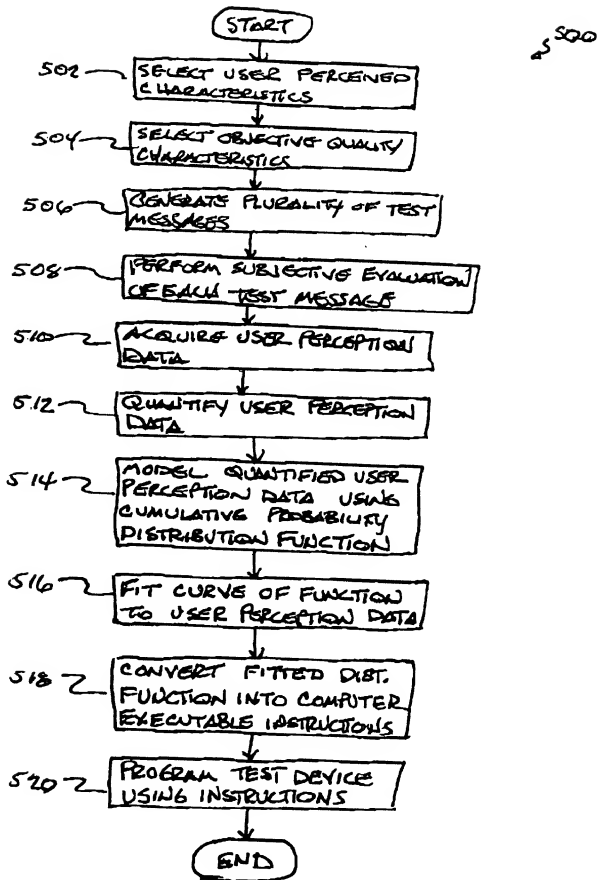 START
500
502
SELECT USER PERCEIVED
CHARACTERISTICS
504
SELECT OBJECTIVE QUALITY
CHARACTERISTICS
506
GENERATE PLURALITY OF TEST
MESSAGES
508
PERFORM SUBJECTIVE EVALUATION
OF EACH TEST MESSAGE
510
ACQUIRE USER PERCEPTION
DATA
512
QUANTIFY USER PERCEPTION
DATA
514
MODEL QUANTIFIED USER
PERCEPTION DATA USING
CUMULATIVE PROBABILITY
DISTRIBUTION FUNCTION
516
FIT CURVE OF FUNCTION
TO USER PERCEPTION DATA
518
CONVERT FITTED DIST.
FUNCTION INTO COMPUTER
EXECUTABLE INSTRUCTIONS
520
PROGRAM TEST DEVICE
USING INSTRUCTIONS
END